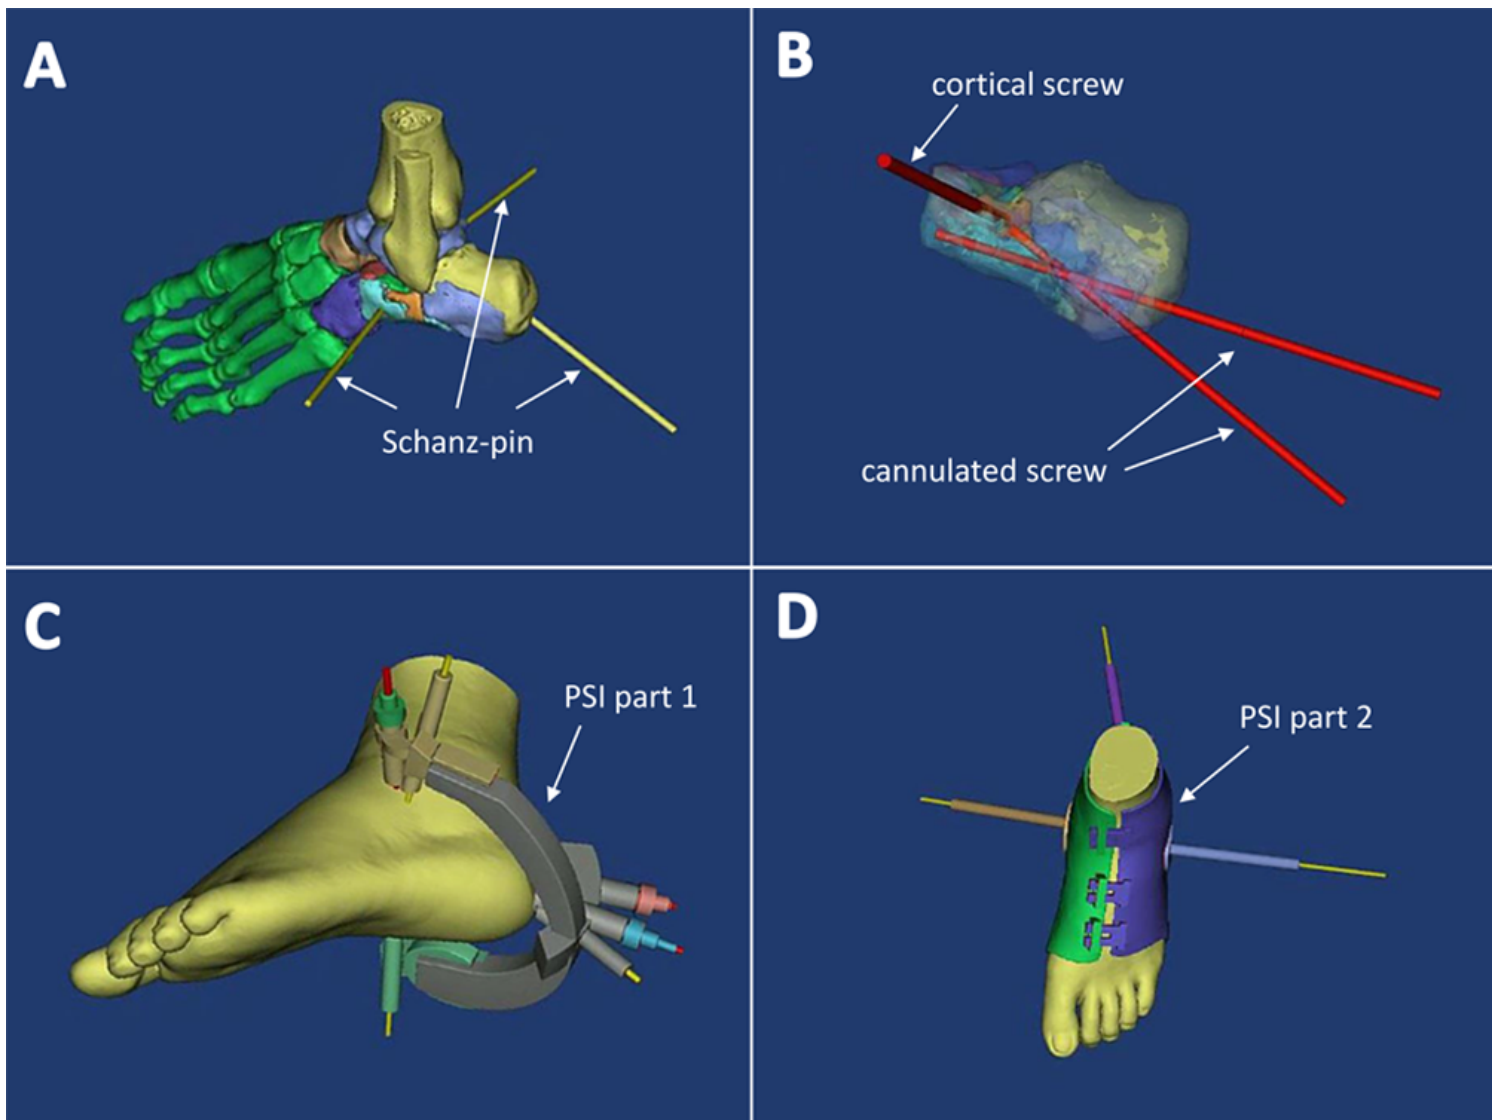 A
Schanz-pin
B
cortical screw
cannulated screw
C
PSI part 1
D
PSI part 2